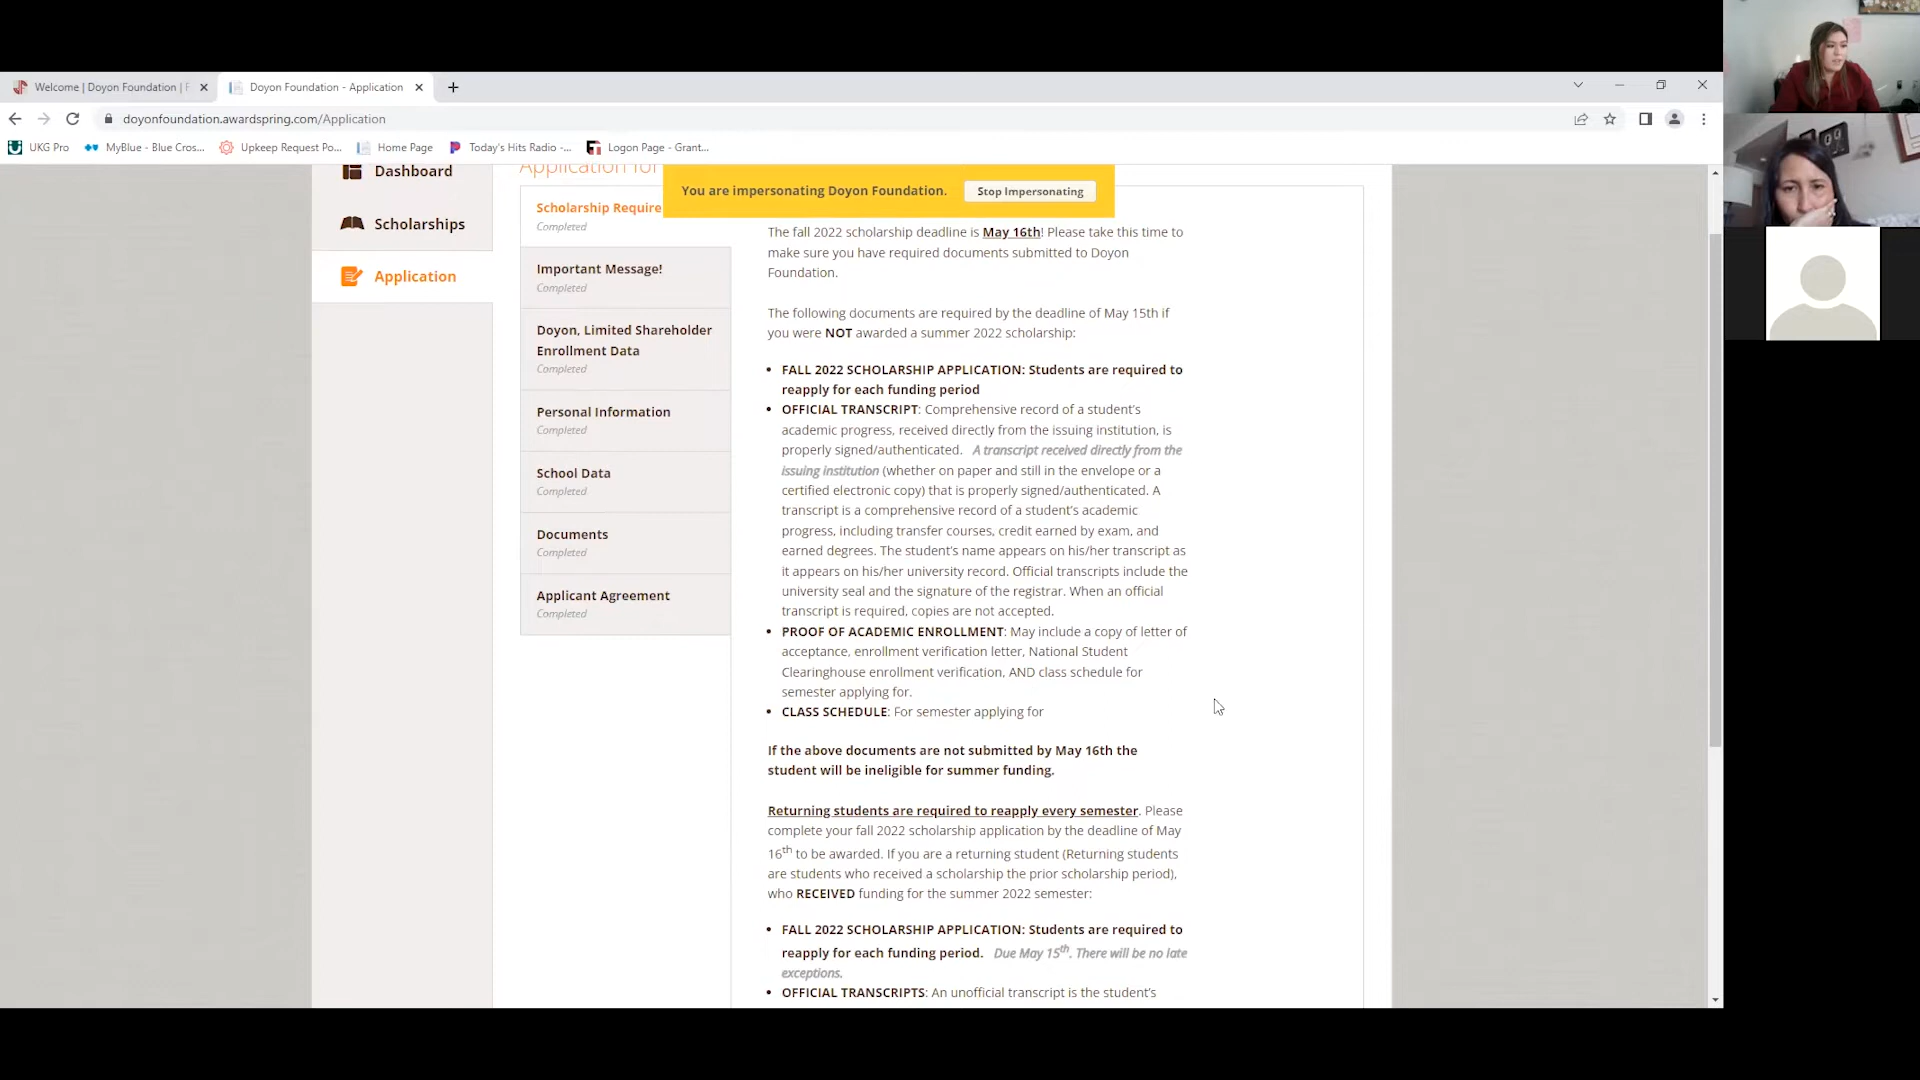 Welcome | Doyon Foundation | F
Doyon Foundation - Application
doyonfoundation.awardspring.com/Application
UKG Pro
MyBlue - Blue Cros...
Upkeep Request Po...
Home Page
Today's Hits Radio -...
Logon Page - Grant...
Dashboard
Scholarships
Application
Application for
You are impersonating Doyon Foundation.
Stop Impersonating
Scholarship Require
Completed
Important Message!
Completed
Doyon, Limited Shareholder
Enrollment Data
Completed
Personal Information
Completed
School Data
Completed
Documents
Completed
Applicant Agreement
Completed
The fall 2022 scholarship deadline is May 16th! Please take this time to
make sure you have required documents submitted to Doyon
Foundation.
The following documents are required by the deadline of May 15th if
you were NOT awarded a summer 2022 scholarship:
• FALL 2022 SCHOLARSHIP APPLICATION: Students are required to
reapply for each funding period
• OFFICIAL TRANSCRIPT: Comprehensive record of a student's
academic progress, received directly from the issuing institution, is
properly signed/authenticated. A transcript received directly from the
issuing institution (whether on paper and still in the envelope or a
certified electronic copy) that is properly signed/authenticated. A
transcript is a comprehensive record of a student's academic
progress, including transfer courses, credit earned by exam, and
earned degrees. The student's name appears on his/her transcript as
it appears on his/her university record. Official transcripts include the
university seal and the signature of the registrar. When an official
transcript is required, copies are not accepted.
• PROOF OF ACADEMIC ENROLLMENT: May include a copy of letter of
acceptance, enrollment verification letter, National Student
Clearinghouse enrollment verification, AND class schedule for
semester applying for.
• CLASS SCHEDULE: For semester applying for
If the above documents are not submitted by May 16th the
student will be ineligible for summer funding.
Returning students are required to reapply every semester. Please
complete your fall 2022 scholarship application by the deadline of May
16th to be awarded. If you are a returning student (Returning students
are students who received a scholarship the prior scholarship period),
who RECEIVED funding for the summer 2022 semester:
• FALL 2022 SCHOLARSHIP APPLICATION: Students are required to
reapply for each funding period. Due May 15th. There will be no late
exceptions.
• OFFICIAL TRANSCRIPTS: An unofficial transcript is the student's